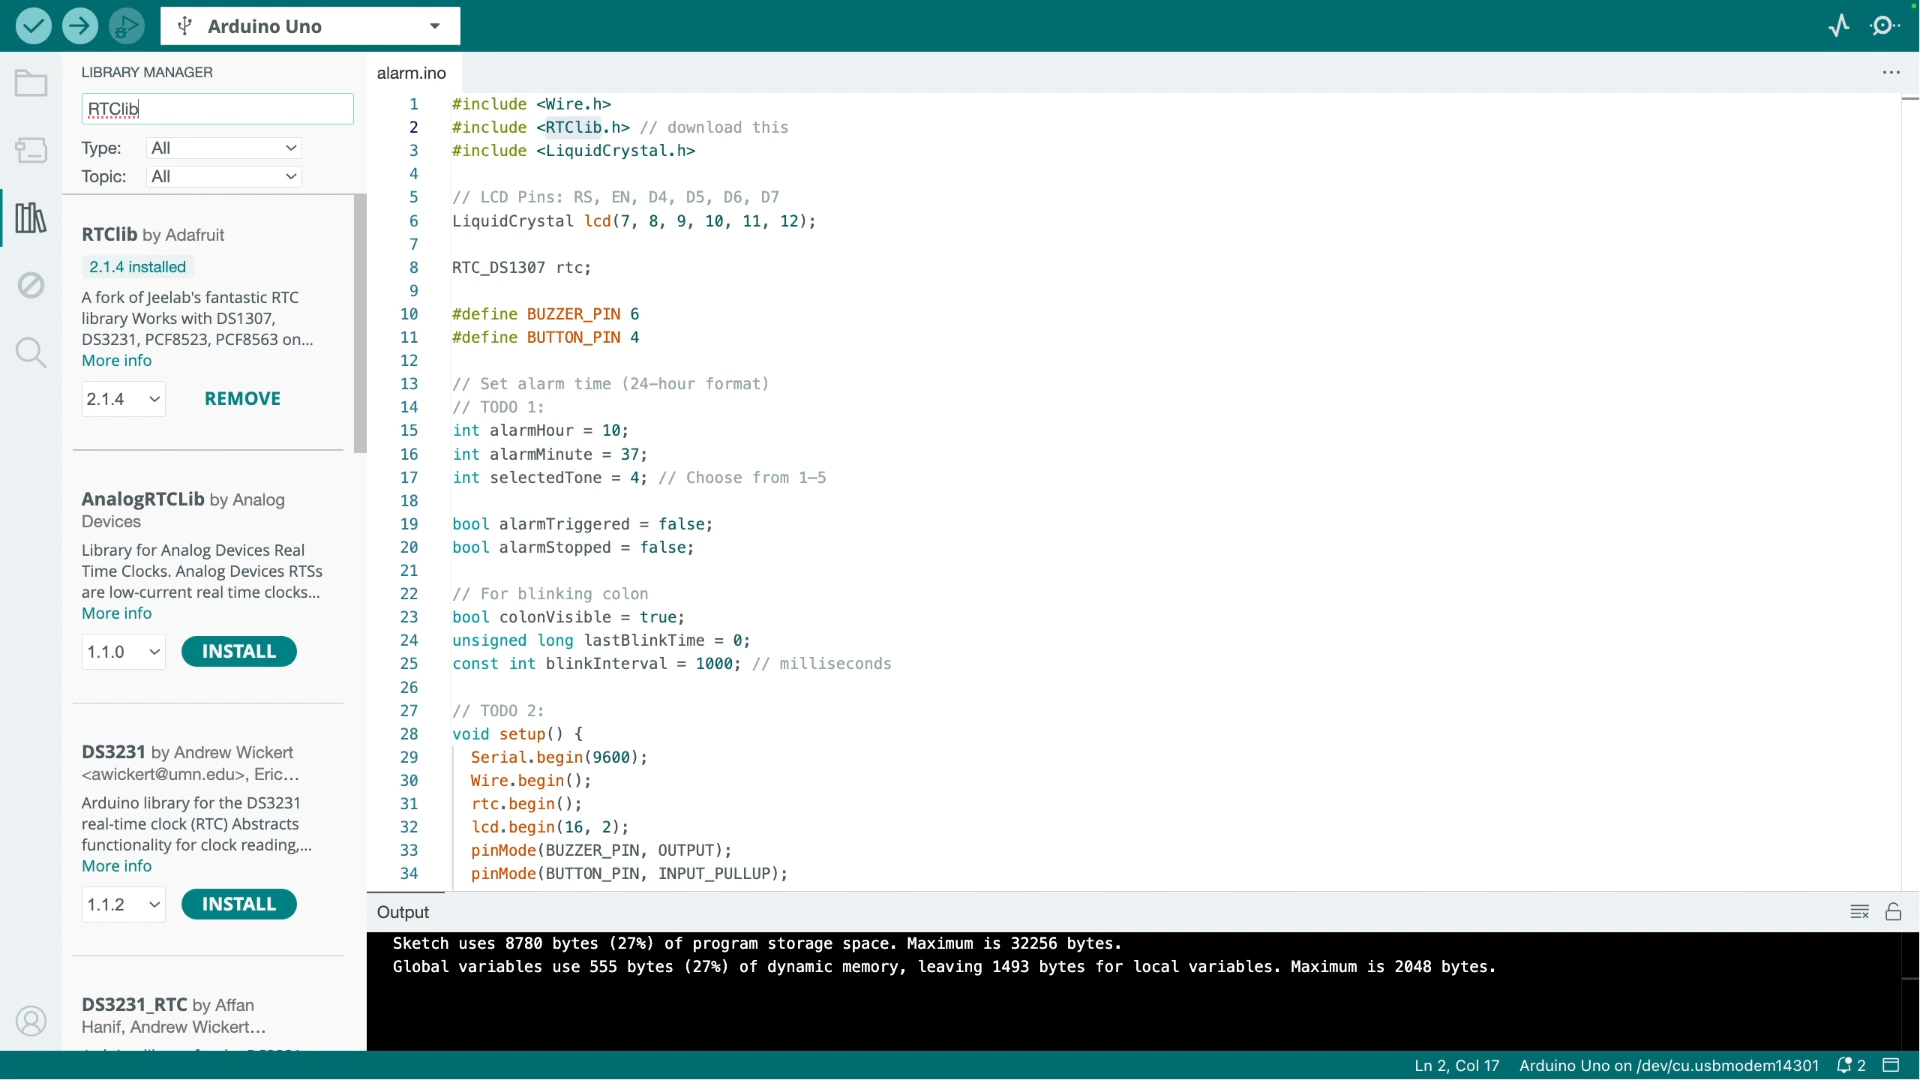 Arduino Uno
LIBRARY MANAGER
RTClib
Type: All
Topic: All
RTClib by Adafruit
2.1.4 installed
A fork of Jeelab's fantastic RTC
library Works with DS1307,
DS3231, PCF8523, PCF8563 on...
More info
2.1.4 REMOVE
AnalogRTCLib by Analog
Devices
Library for Analog Devices Real
Time Clocks. Analog Devices RTSs
are low-current real time clocks...
More info
1.1.0 INSTALL
DS3231 by Andrew Wickert
<awickert@umn.edu>, Eric...
Arduino library for the DS3231
real-time clock (RTC) Abstracts
functionality for clock reading,...
More info
1.1.2 INSTALL
DS3231_RTC by Affan
Hanif, Andrew Wickert...
alarm.ino
1 #include <Wire.h>
2 #include <RTClib.h> // download this
3 #include <LiquidCrystal.h>
4
5 // LCD Pins: RS, EN, D4, D5, D6, D7
6 LiquidCrystal lcd(7, 8, 9, 10, 11, 12);
7
8 RTC_DS1307 rtc;
9
10 #define BUZZER_PIN 6
11 #define BUTTON_PIN 4
12
13 // Set alarm time (24-hour format)
14 // TODO 1:
15 int alarmHour = 10;
16 int alarmMinute = 37;
17 int selectedTone = 4; // Choose from 1–5
18
19 bool alarmTriggered = false;
20 bool alarmStopped = false;
21
22 // For blinking colon
23 bool colonVisible = true;
24 unsigned long lastBlinkTime = 0;
25 const int blinkInterval = 1000; // milliseconds
26
27 // TODO 2:
28 void setup() {
29 Serial.begin(9600);
30 Wire.begin();
31 rtc.begin();
32 lcd.begin(16, 2);
33 pinMode(BUZZER_PIN, OUTPUT);
34 pinMode(BUTTON_PIN, INPUT_PULLUP);
Output
Sketch uses 8780 bytes (27%) of program storage space. Maximum is 32256 bytes.
Global variables use 555 bytes (27%) of dynamic memory, leaving 1493 bytes for local variables. Maximum is 2048 bytes.
Ln 2, Col 17 Arduino Uno on /dev/cu.usbmodem14301 2